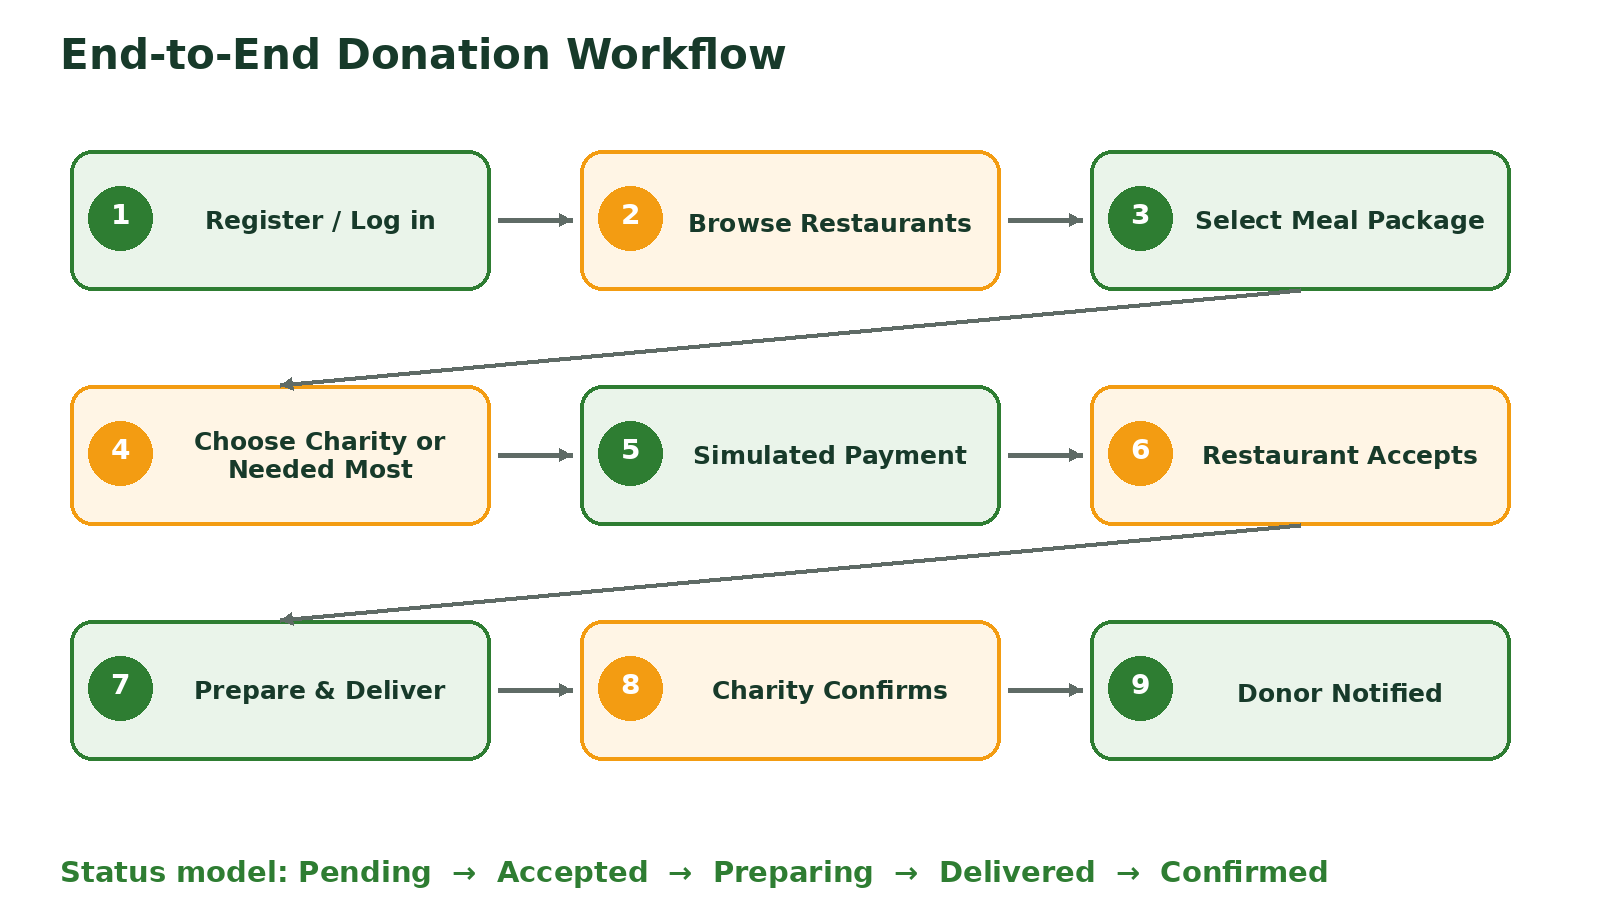 End-to-End Donation Workflow
1
Register / Log in
2
Browse Restaurants
3
Select Meal Package
4
Choose Charity or
Needed Most
5
Simulated Payment
6
Restaurant Accepts
7
Prepare & Deliver
8
Charity Confirms
9
Donor Notified
Status model: Pending → Accepted → Preparing → Delivered → Confirmed